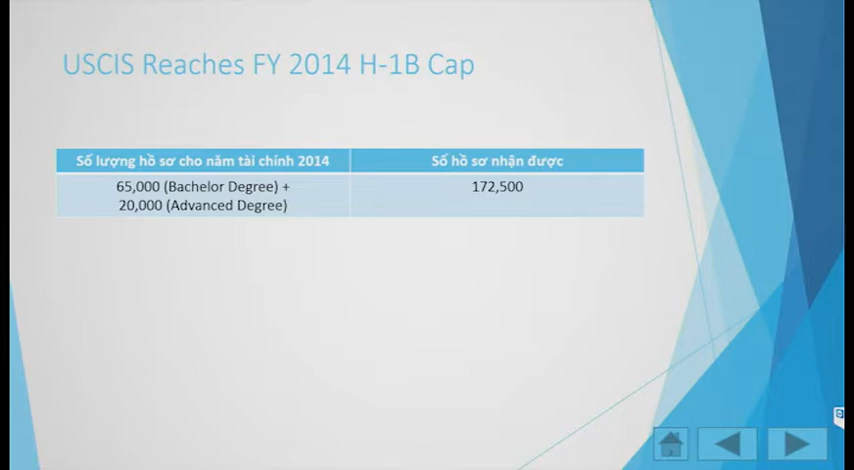 USCIS Reaches FY 2014 H-1B Cap
Số lượng hồ sơ cho năm tài chính 2014
Số hồ sơ nhận được
65,000 (Bachelor Degree) +
20,000 (Advanced Degree)
172,500